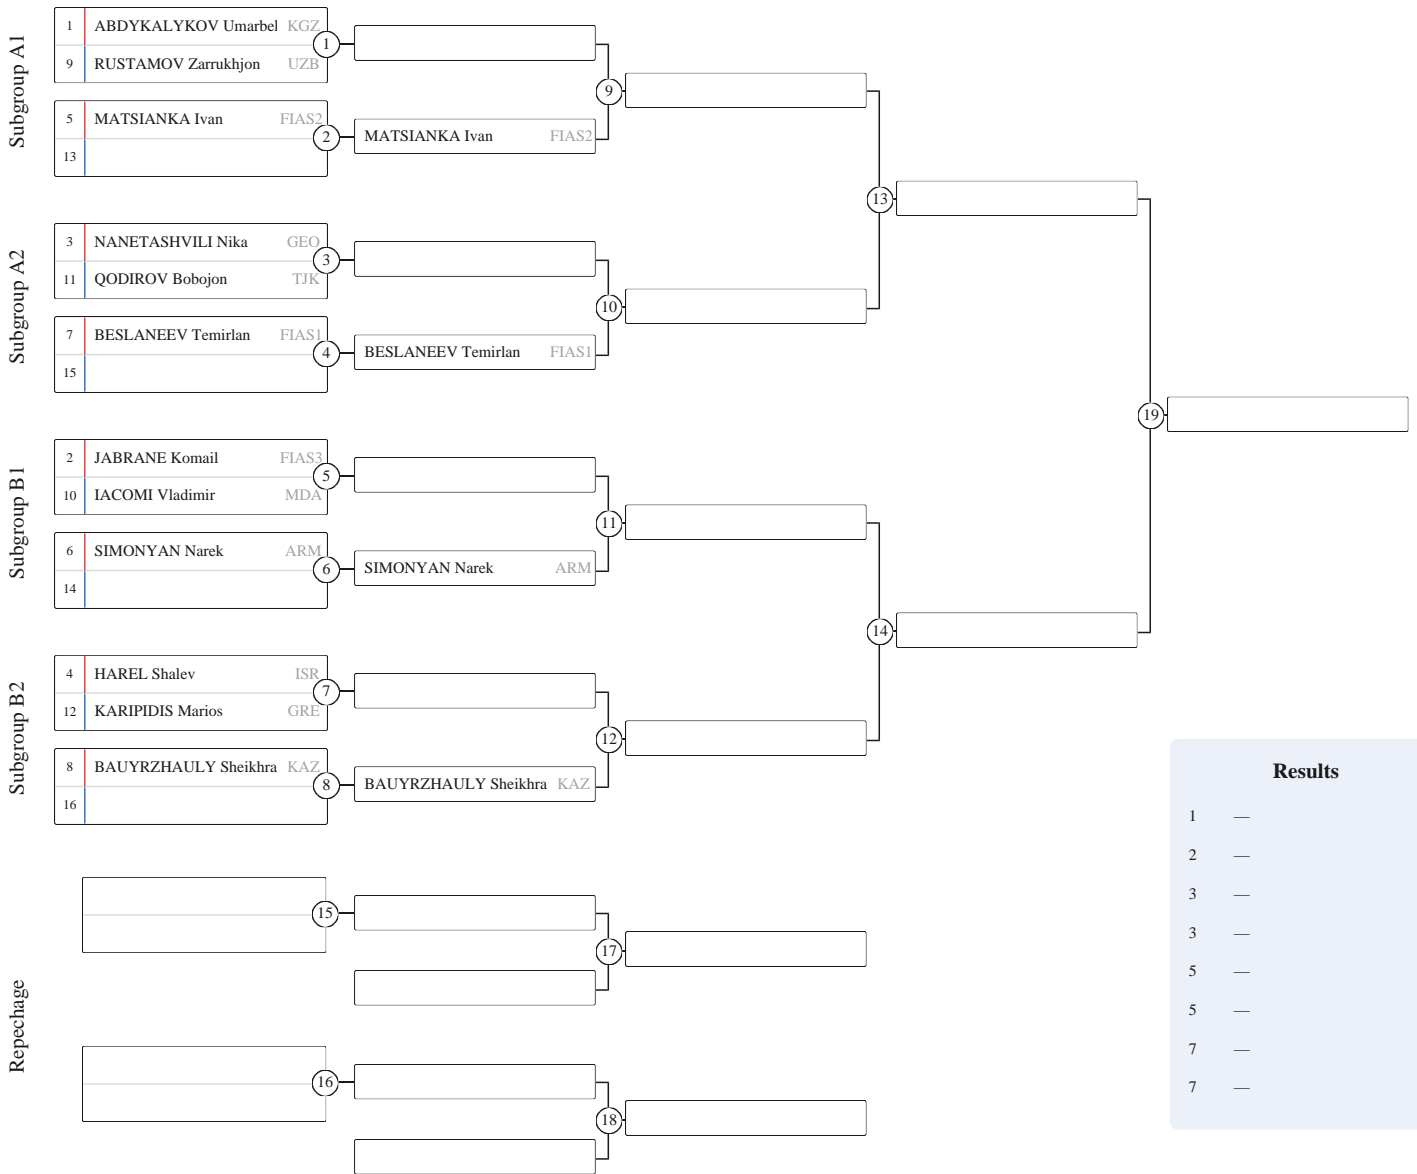 Subgroup A1
1 ABDYKALYKOV Umarbel KGZ
9 RUSTAMOV Zarrukhjon UZB
1
5 MATSIANKA Ivan FIAS2
13
2
MATSIANKA Ivan FIAS2
9
Subgroup A2
3 NANETASHVILI Nika GEO
11 QODIROV Bobojon TJK
3
7 BESLANEEV Temirlan FIAS1
15
4
BESLANEEV Temirlan FIAS1
10
13
Subgroup B1
2 JABRANE Komail FIAS3
10 IACOMI Vladimir MDA
5
6 SIMONYAN Narek ARM
14
6
SIMONYAN Narek ARM
11
Subgroup B2
4 HAREL Shalev ISR
12 KARIPIDIS Marios GRE
7
8 BAUYRZHAULY Sheikhra KAZ
16
8
BAUYRZHAULY Sheikhra KAZ
12
14
19
Repechage
15
17
16
18
Results
1 —
2 —
3 —
3 —
5 —
5 —
7 —
7 —